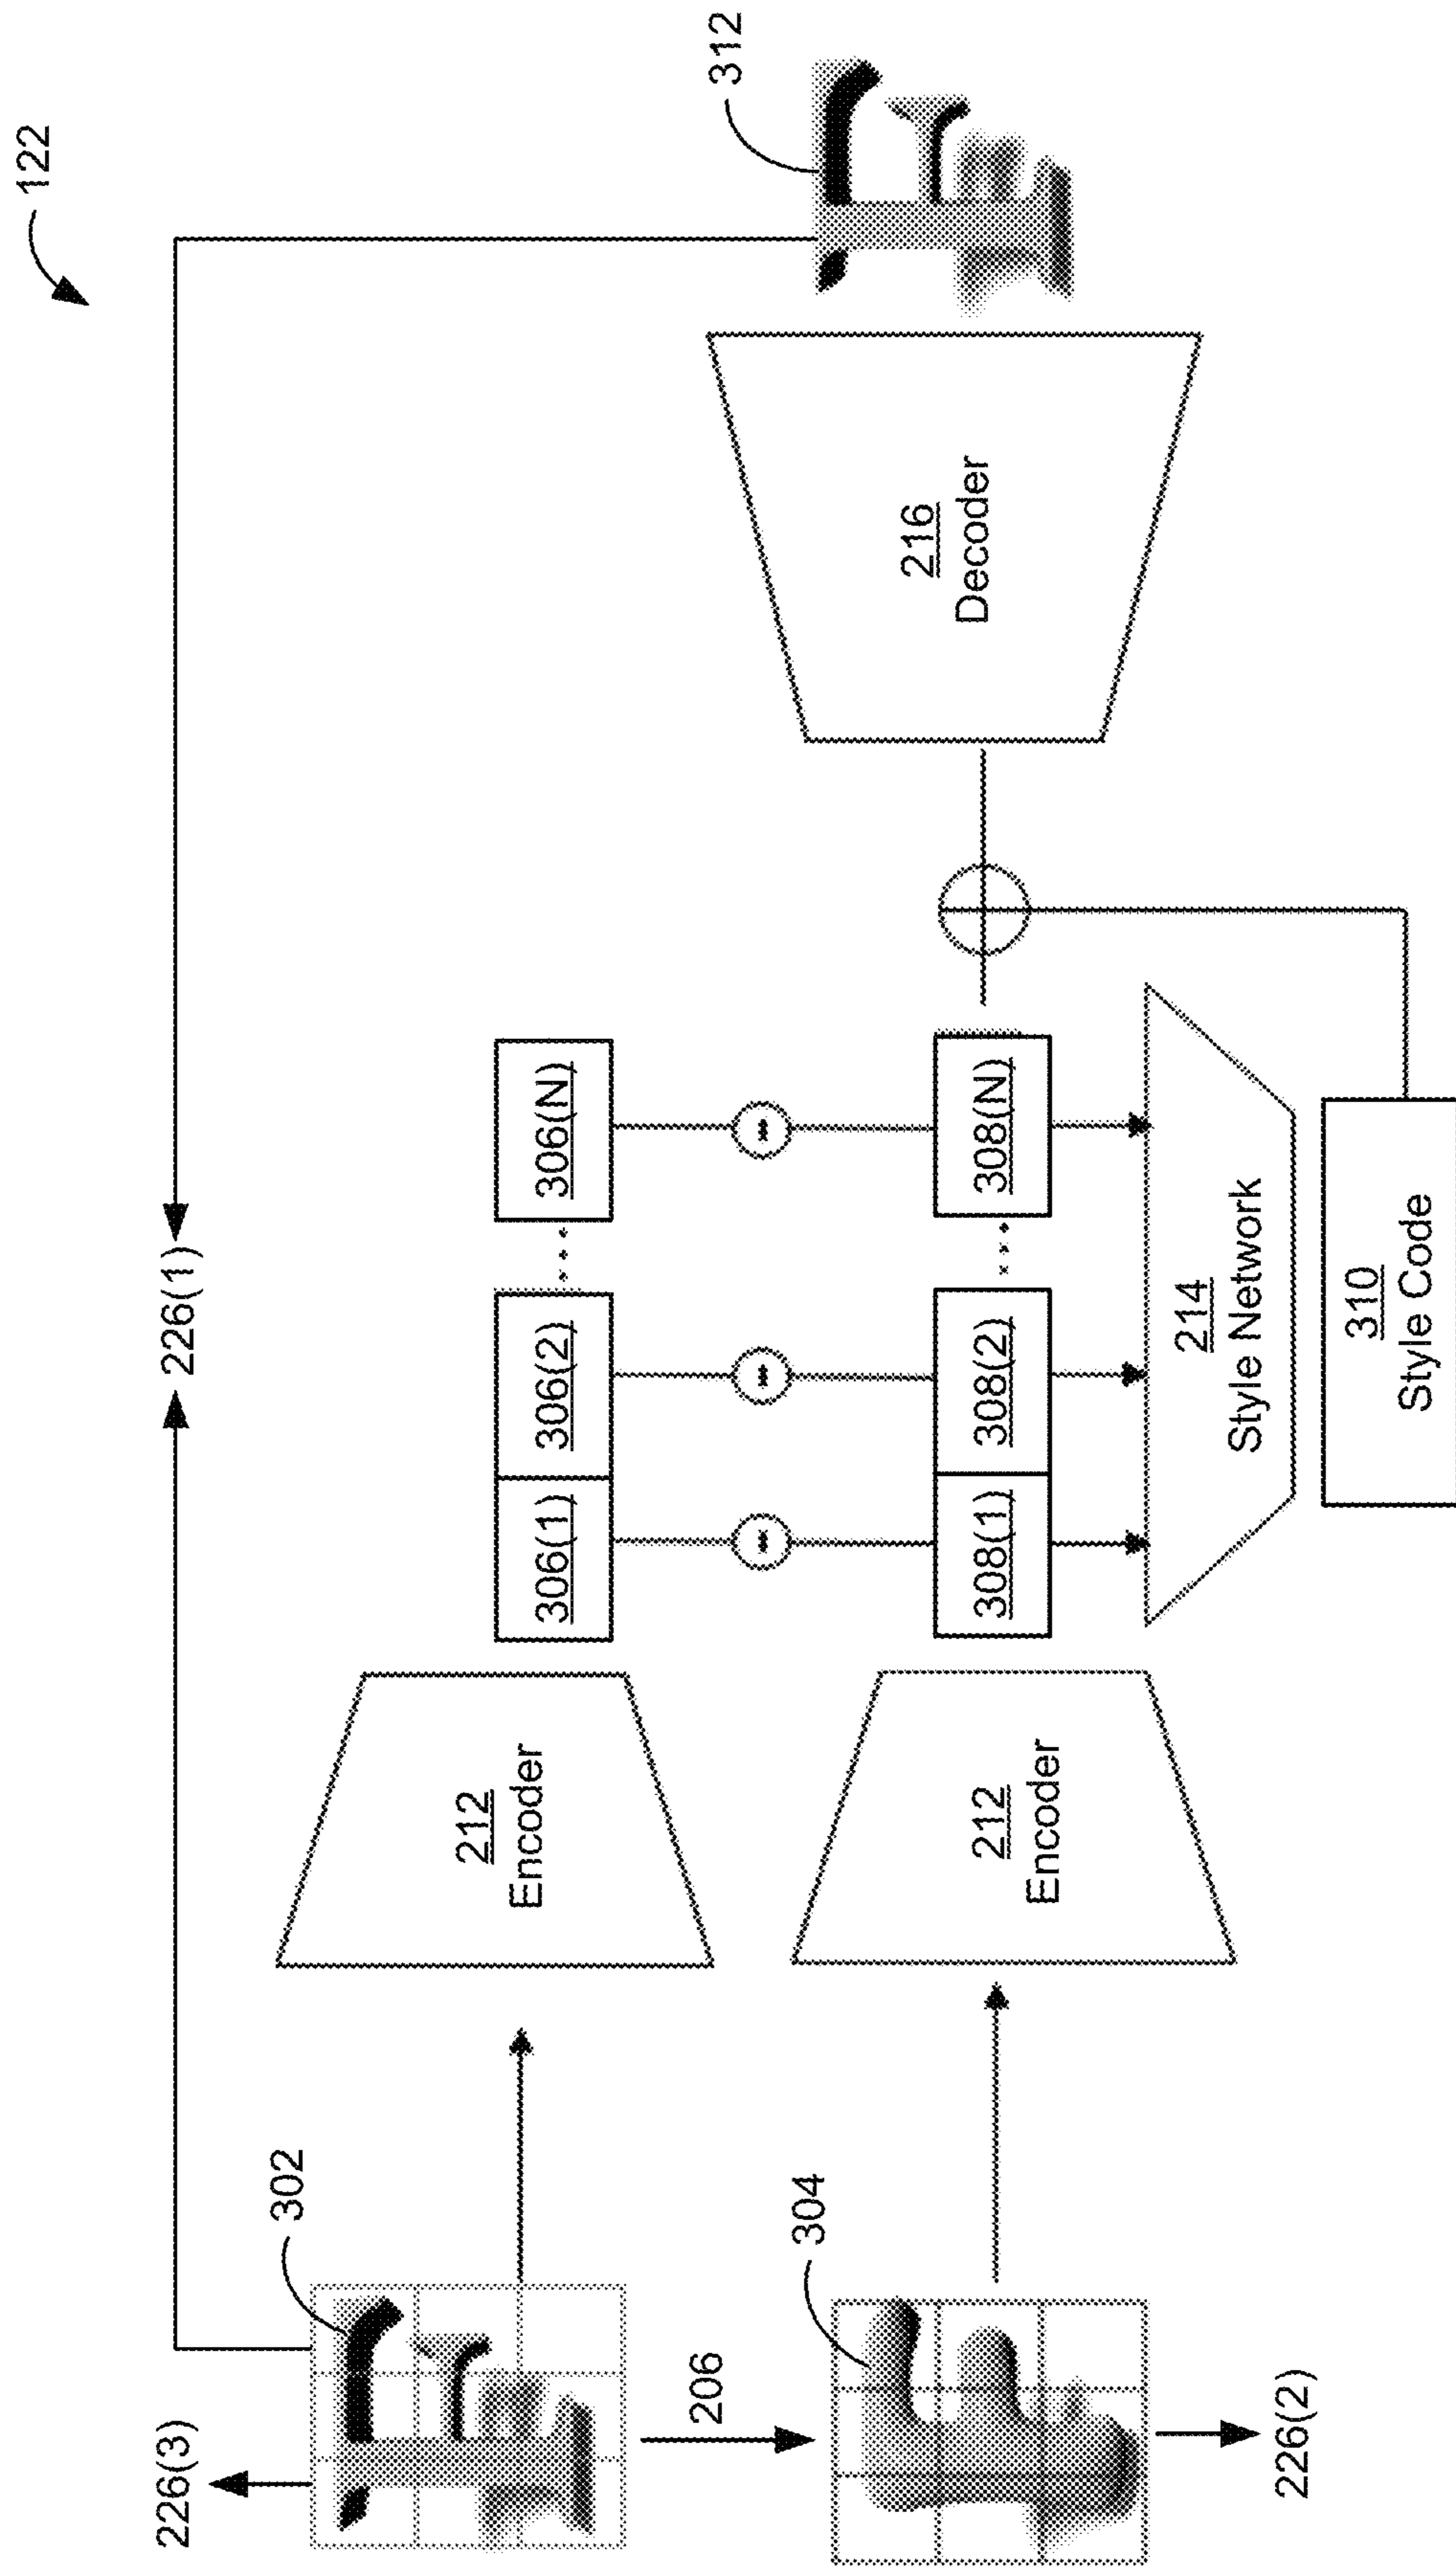 122
226(1)
226(3)
302
212
Encoder
306(1)
306(2)
306(N)
312
206
304
212
Encoder
308(1)
308(2)
308(N)
216
Decoder
226(2)
214
Style Network
310
Style Code